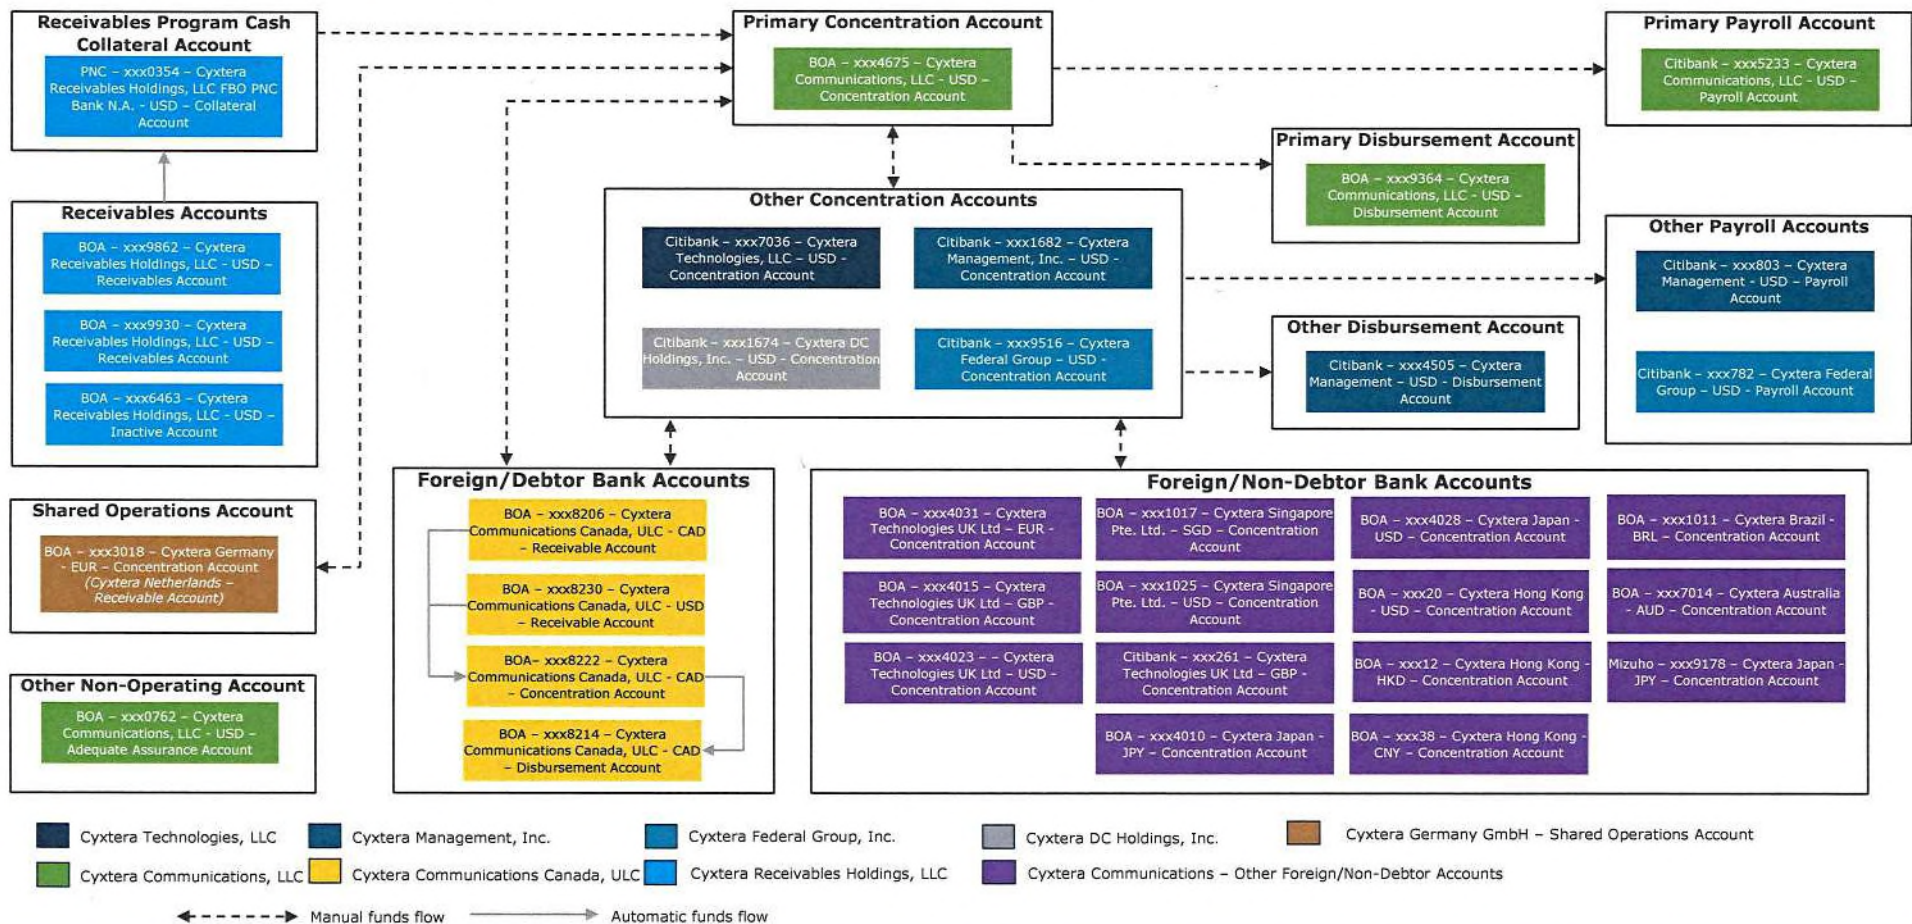 Receivables Program Cash
Collateral Account
PNC – xxx0354 – Cyxtera
Receivables Holdings, LLC FBO PNC
Bank N.A. - USD – Collateral
Account
Primary Concentration Account
BOA – xxx4675 – Cyxtera
Communications, LLC - USD –
Concentration Account
Primary Payroll Account
Citibank – xxx5233 – Cyxtera
Communications, LLC - USD –
Payroll Account
Primary Disbursement Account
BOA – xxx9364 – Cyxtera
Communications, LLC - USD –
Disbursement Account
Receivables Accounts
BOA – xxx9862 – Cyxtera
Receivables Holdings, LLC - USD –
Receivables Account
BOA – xxx9930 – Cyxtera
Receivables Holdings, LLC - USD –
Receivables Account
BOA – xxx6463 – Cyxtera
Receivables Holdings, LLC - USD –
Inactive Account
Other Concentration Accounts
Citibank – xxx7036 – Cyxtera
Technologies, LLC – USD -
Concentration Account
Citibank – xxx1682 – Cyxtera
Management, Inc. – USD -
Concentration Account
Citibank – xxx1674 – Cyxtera DC
Holdings, Inc. – USD - Concentration
Account
Citibank – xxx9516 – Cyxtera
Federal Group – USD -
Concentration Account
Other Payroll Accounts
Citibank – xxx803 – Cyxtera
Management - USD – Payroll
Account
Citibank – xxx782 – Cyxtera Federal
Group – USD - Payroll Account
Other Disbursement Account
Citibank – xxx4505 – Cyxtera
Management – USD - Disbursement
Account
Shared Operations Account
BOA – xxx3018 – Cyxtera Germany
- EUR – Concentration Account
(Cyxtera Netherlands –
Receivable Account)
Other Non-Operating Account
BOA – xxx0762 – Cyxtera
Communications, LLC - USD –
Adequate Assurance Account
Foreign/Debtor Bank Accounts
BOA – xxx8206 – Cyxtera
Communications Canada, ULC - CAD
– Receivable Account
BOA – xxx8230 – Cyxtera
Communications Canada, ULC - USD
– Receivable Account
BOA– xxx8222 – Cyxtera
Communications Canada, ULC - CAD
– Concentration Account
BOA – xxx8214 – Cyxtera
Communications Canada, ULC - CAD
– Disbursement Account
Foreign/Non-Debtor Bank Accounts
BOA – xxx4031 – Cyxtera
Technologies UK Ltd – EUR -
Concentration Account
BOA – xxx1017 – Cyxtera Singapore
Pte. Ltd. – SGD – Concentration
Account
BOA – xxx4028 – Cyxtera Japan -
USD – Concentration Account
BOA – xxx1011 – Cyxtera Brazil -
BRL – Concentration Account
BOA – xxx4015 – Cyxtera
Technologies UK Ltd – GBP -
Concentration Account
BOA – xxx1025 – Cyxtera Singapore
Pte. Ltd. – USD – Concentration
Account
BOA – xxx20 – Cyxtera Hong Kong
- USD – Concentration Account
BOA – xxx7014 – Cyxtera Australia
- AUD – Concentration Account
BOA – xxx4023 – – Cyxtera
Technologies UK Ltd – USD -
Concentration Account
Citibank – xxx261 – Cyxtera
Technologies UK Ltd – GBP -
Concentration Account
BOA – xxx12 – Cyxtera Hong Kong -
HKD – Concentration Account
Mizuho – xxx9178 – Cyxtera Japan -
JPY – Concentration Account
BOA – xxx4010 – Cyxtera Japan -
JPY – Concentration Account
BOA – xxx38 – Cyxtera Hong Kong -
CNY – Concentration Account
Cyxtera Technologies, LLC
Cyxtera Management, Inc.
Cyxtera Federal Group, Inc.
Cyxtera DC Holdings, Inc.
Cyxtera Germany GmbH – Shared Operations Account
Cyxtera Communications, LLC
Cyxtera Communications Canada, ULC
Cyxtera Receivables Holdings, LLC
Cyxtera Communications – Other Foreign/Non-Debtor Accounts
Manual funds flow
Automatic funds flow